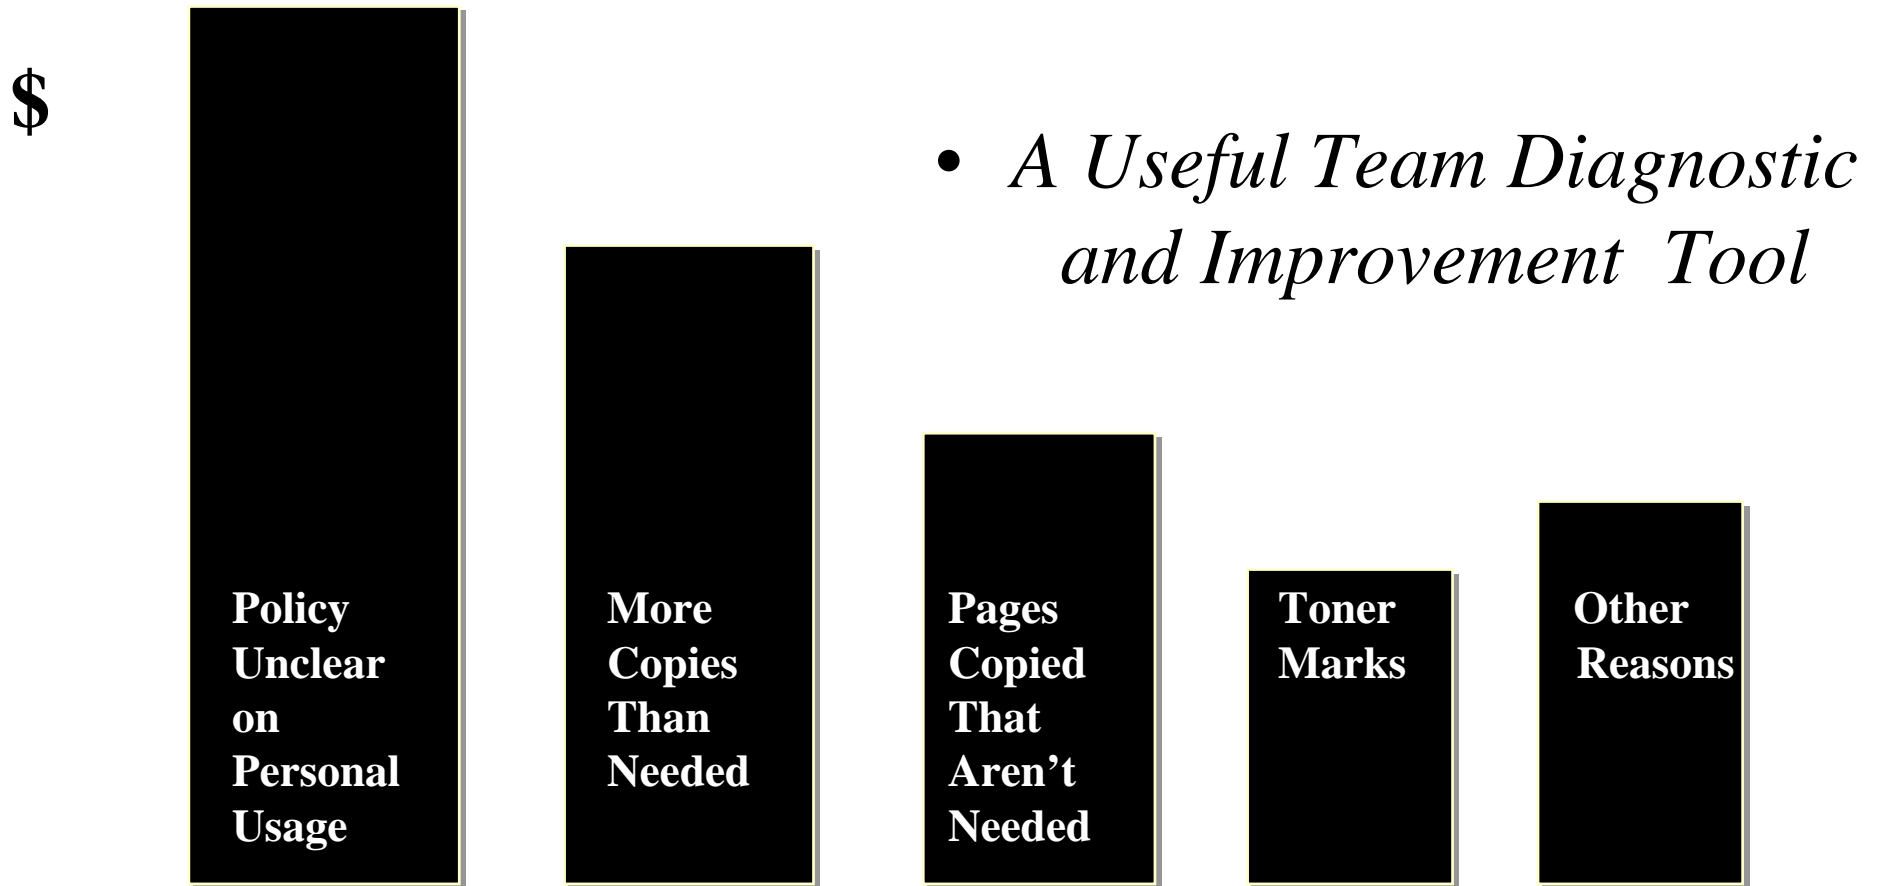 $
• A Useful Team Diagnostic
and Improvement Tool
Policy
Unclear
on
Personal
Usage
More
Copies
Than
Needed
Pages
Copied
That
Aren’t
Needed
Toner
Marks
Other
Reasons